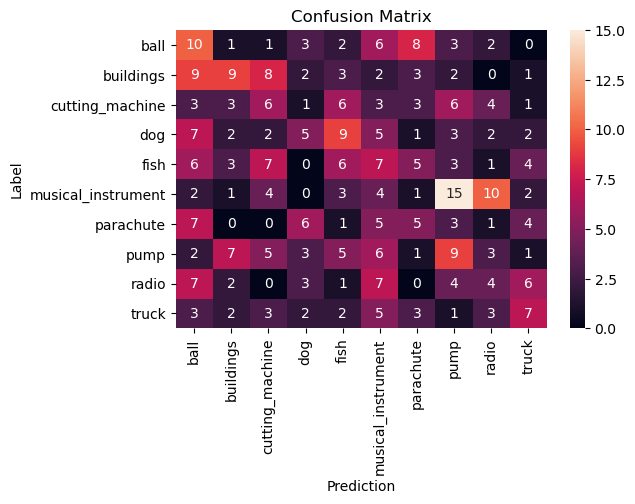 Confusion Matrix
ball 10 1 1 3 2 6 8 3 2 0
buildings 9 9 8 2 3 2 3 2 0 1
cutting_machine 3 3 6 1 6 3 3 6 4 1
dog 7 2 2 5 9 5 1 3 2 2
fish 6 3 7 0 6 7 5 3 1 4
musical_instrument 2 1 4 0 3 4 1 15 10 2
parachute 7 0 0 6 1 5 5 3 1 4
pump 2 7 5 3 5 6 1 9 3 1
radio 7 2 0 3 1 7 0 4 4 6
truck 3 2 3 2 2 5 3 1 3 7
Label
ball buildings cutting_machine dog fish musical_instrument parachute pump radio truck
Prediction
15.0
12.5
10.0
7.5
5.0
2.5
0.0